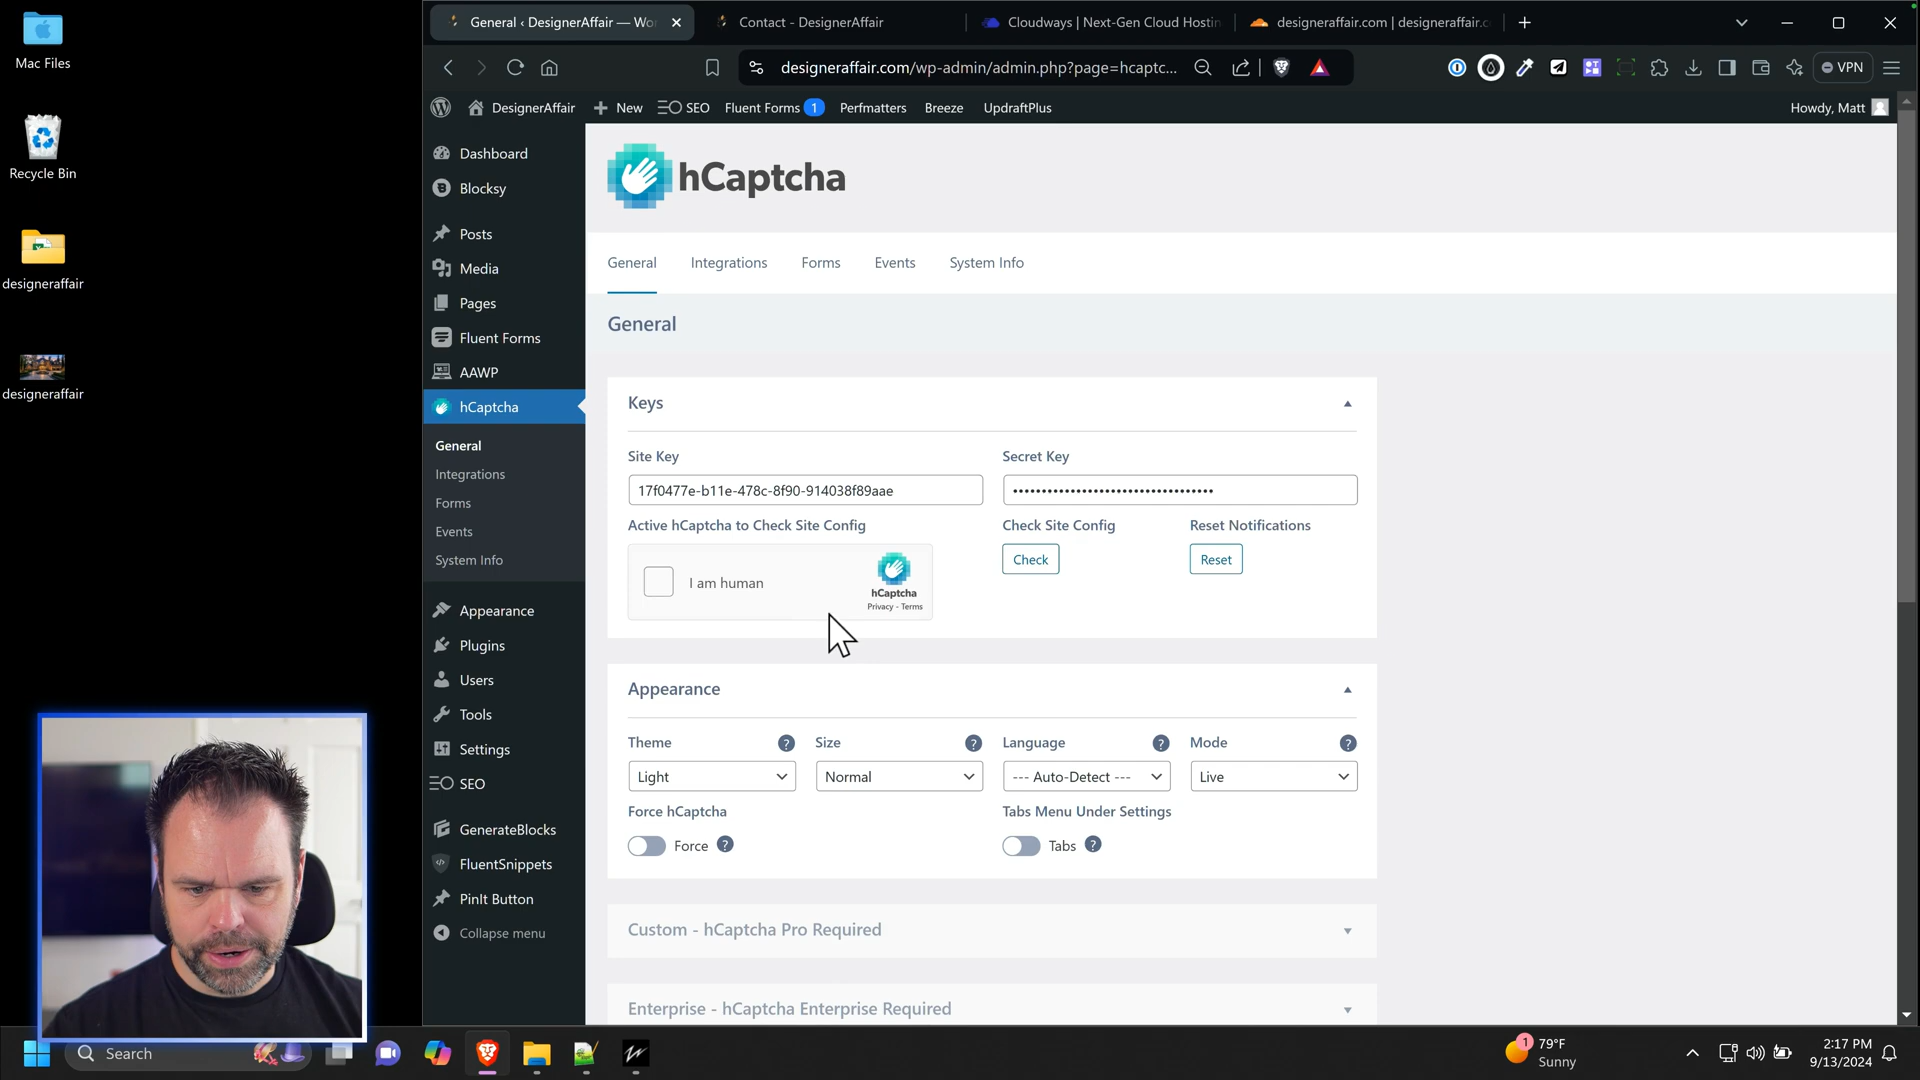 Mac Files
Recycle Bin
designeraffair
designeraffair
General ‹ DesignerAffair — Wor
Contact - DesignerAffair
Cloudways | Next-Gen Cloud Hostin
designeraffair.com | designeraffair.c
designeraffair.com/wp-admin/admin.php?page=hcaptc...
VPN
DesignerAffair
New
SEO
Fluent Forms 1
Perfmatters
Breeze
UpdraftPlus
Howdy, Matt
Dashboard
Blocksy
Posts
Media
Pages
Fluent Forms
AAWP
hCaptcha
General
Integrations
Forms
Events
System Info
Appearance
Plugins
Users
Tools
Settings
SEO
GenerateBlocks
FluentSnippets
PinIt Button
Collapse menu
hCaptcha
General
Integrations
Forms
Events
System Info
General
Keys
Site Key
Secret Key
17f0477e-b11e-478c-8f90-914038f89aae
Active hCaptcha to Check Site Config
Check Site Config
Reset Notifications
I am human
hCaptcha
Privacy - Terms
Check
Reset
Appearance
Theme
Size
Language
Mode
Light
Normal
--- Auto-Detect ---
Live
Force hCaptcha
Tabs Menu Under Settings
Force
Tabs
Custom - hCaptcha Pro Required
Enterprise - hCaptcha Enterprise Required
Search
1
79°F
Sunny
2:17 PM
9/13/2024